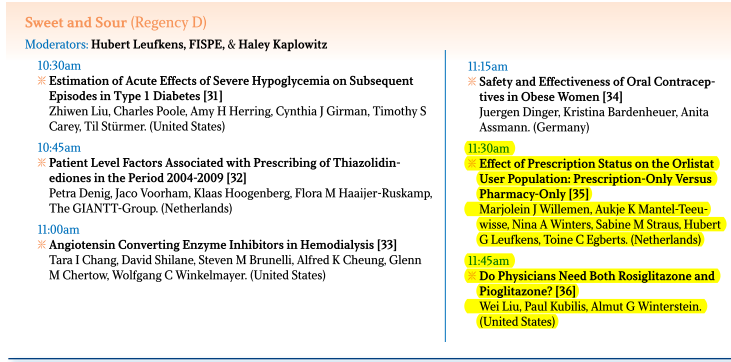 Sweet and Sour (Regency D)
Moderators: Hubert Leufkens, FISPE, & Haley Kaplowitz
10:30am
※ Estimation of Acute Effects of Severe Hypoglycemia on Subsequent
Episodes in Type 1 Diabetes [31]
Zhiwen Liu, Charles Poole, Amy H Herring, Cynthia J Girman, Timothy S
Carey, Til Stürmer. (United States)
10:45am
※ Patient Level Factors Associated with Prescribing of Thiazolidin-
ediones in the Period 2004-2009 [32]
Petra Denig, Jaco Voorham, Klaas Hoogenberg, Flora M Haaijer-Ruskamp,
The GIANTT-Group. (Netherlands)
11:00am
※ Angiotensin Converting Enzyme Inhibitors in Hemodialysis [33]
Tara I Chang, David Shilane, Steven M Brunelli, Alfred K Cheung, Glenn
M Chertow, Wolfgang C Winkelmayer. (United States)
11:15am
※ Safety and Effectiveness of Oral Contracep-
tives in Obese Women [34]
Juergen Dinger, Kristina Bardenheuer, Anita
Assmann. (Germany)
11:30am
※ Effect of Prescription Status on the Orlistat
User Population: Prescription-Only Versus
Pharmacy-Only [35]
Marjolein J Willemen, Aukje K Mantel-Teeu-
wisse, Nina A Winters, Sabine M Straus, Hubert
G Leufkens, Toine C Egberts. (Netherlands)
11:45am
※ Do Physicians Need Both Rosiglitazone and
Pioglitazone? [36]
Wei Liu, Paul Kubilis, Almut G Winterstein.
(United States)